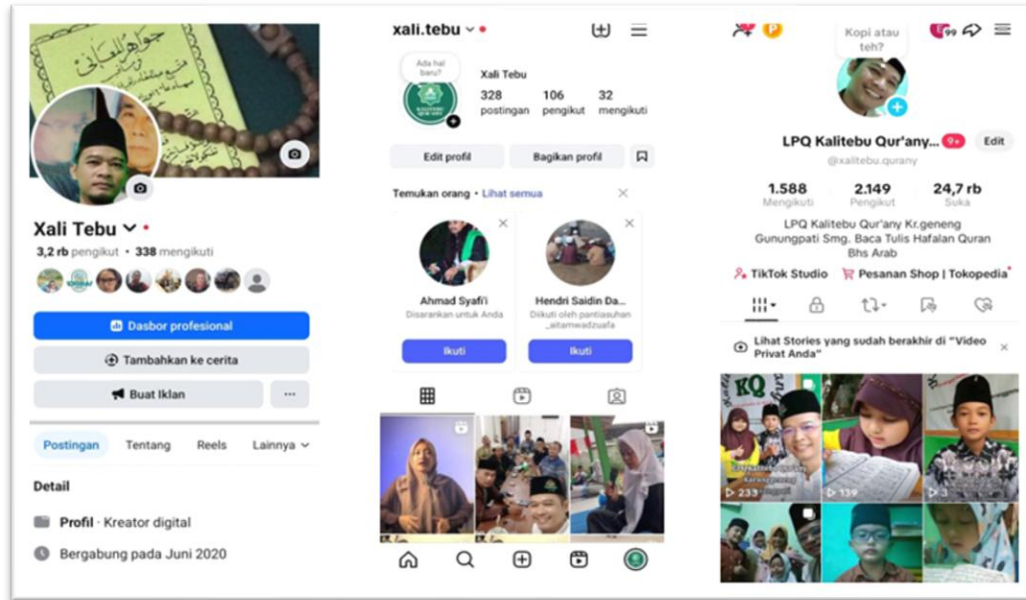 جواهر المعاني
Xali Tebu
3,2 rb pengikut • 338 mengikuti
Dasbor profesional
Tambahkan ke cerita
Buat Iklan
...
Postingan Tentang Reels Lainnya
Detail
Profil · Kreator digital
Bergabung pada Juni 2020
xali.tebu
Ada hal
baru?
Xali Tebu
328 106 32
postingan pengikut mengikuti
Edit profil Bagikan profil
Temukan orang • Lihat semua
Ahmad Syafi'i
Disarankan untuk Anda
Ikuti
Hendri Saidin Da...
Diikuti oleh pantiasuhan
_aitamwadzuafa
Ikuti
P
99
Kopi atau
teh?
LPQ Kalitebu Qur'any... 9+ Edit
@xalitebu.qurany
1.588 2.149 24,7 rb
Mengikuti Pengikut Suka
LPQ Kalitebu Qur'any Kr.geneng
Gunungpati Smg. Baca Tulis Hafalan Quran
Bhs Arab
TikTok Studio Pesanan Shop | Tokopedia
Lihat Stories yang sudah berakhir di "Video
Privat Anda"
KQ
233
139
3